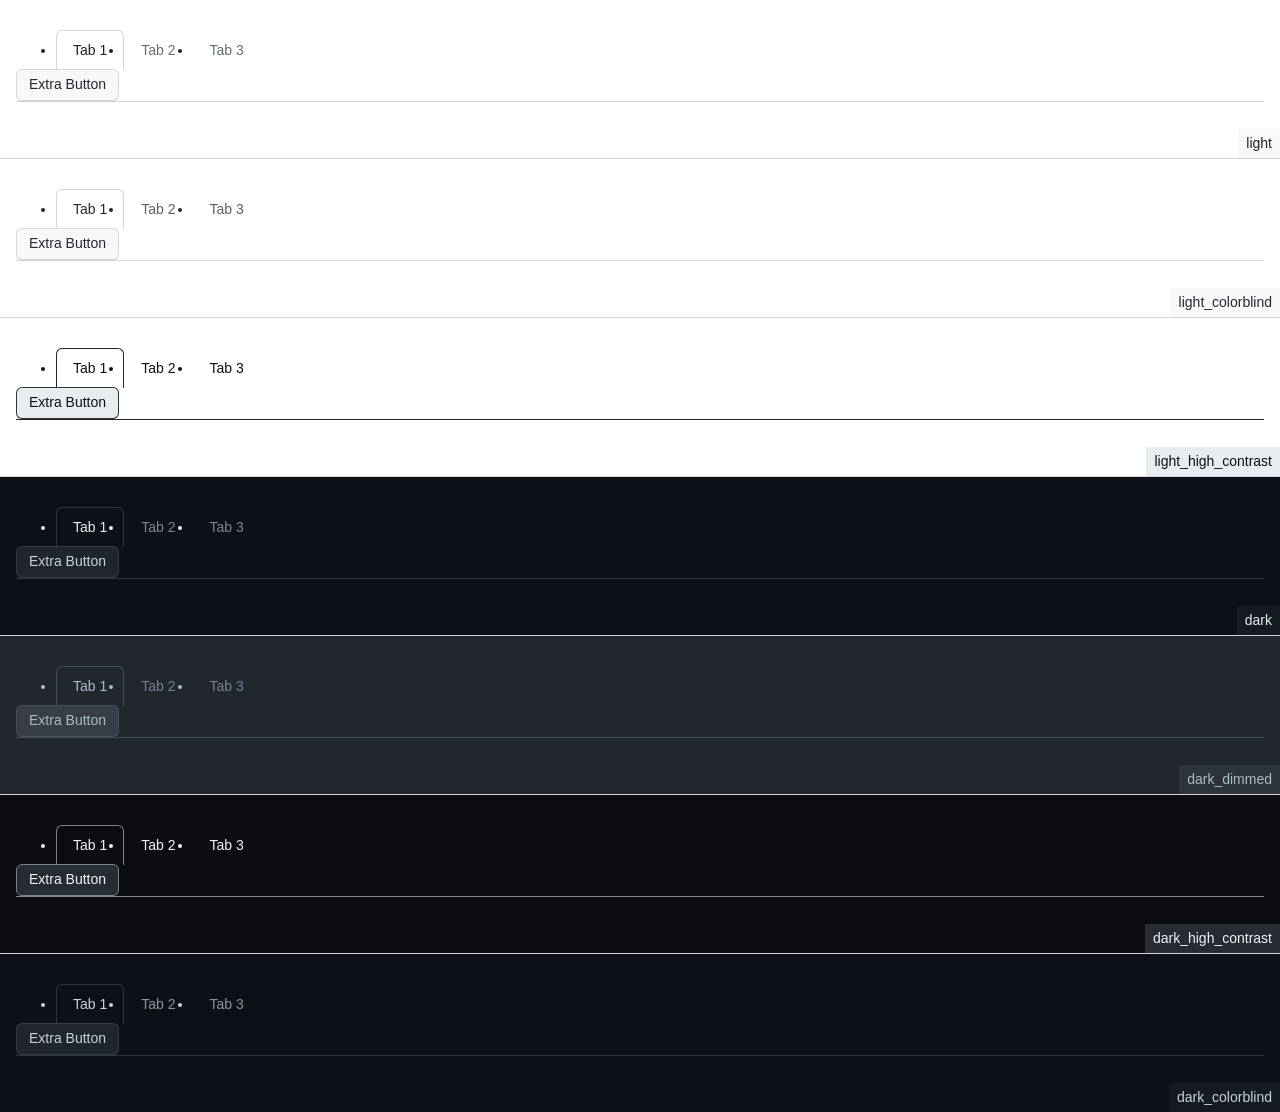 • Tab 1 • Tab 2 • Tab 3
Extra Button
light
• Tab 1 • Tab 2 • Tab 3
Extra Button
light_colorblind
• Tab 1 • Tab 2 • Tab 3
Extra Button
light_high_contrast
• Tab 1 • Tab 2 • Tab 3
Extra Button
dark
• Tab 1 • Tab 2 • Tab 3
Extra Button
dark_dimmed
• Tab 1 • Tab 2 • Tab 3
Extra Button
dark_high_contrast
• Tab 1 • Tab 2 • Tab 3
Extra Button
dark_colorblind